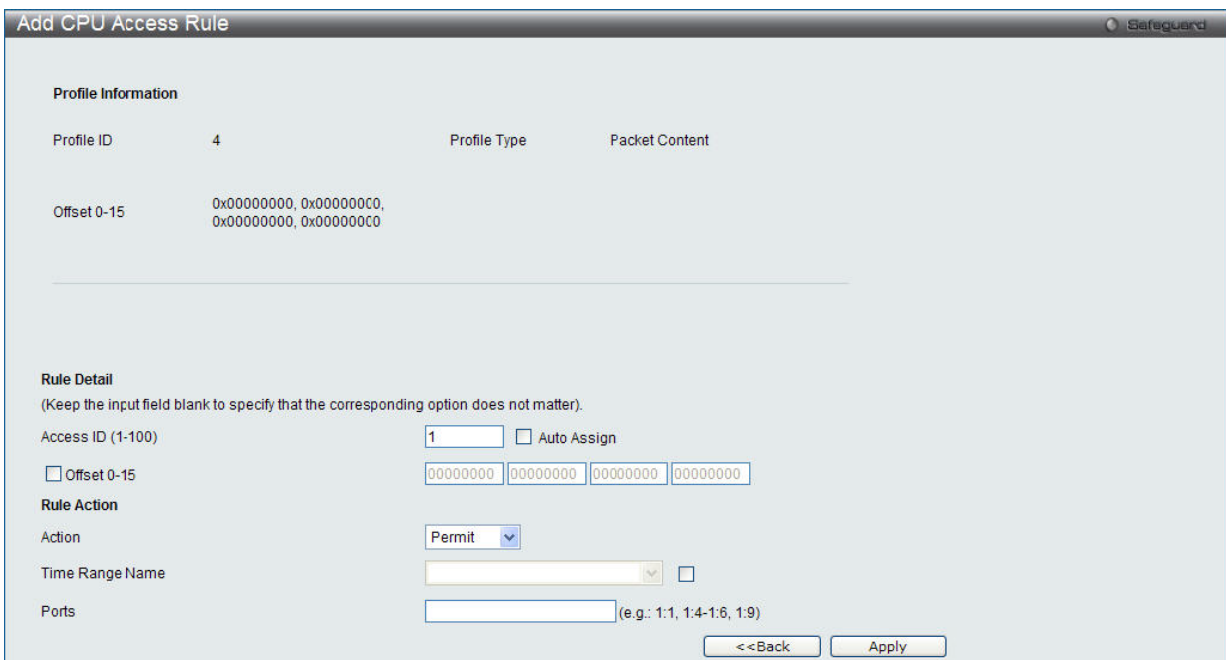 Add CPU Access Rule
Safeguard
Profile Information
Profile ID 4 Profile Type Packet Content
Offset 0-15 0x00000000, 0x00000000,
0x00000000, 0x00000000
Rule Detail
(Keep the input field blank to specify that the corresponding option does not matter).
Access ID (1-100) 1 Auto Assign
Offset 0-15 00000000 00000000 00000000 00000000
Rule Action
Action Permit
Time Range Name
Ports (e.g.: 1:1, 1:4-1:6, 1:9)
<<Back Apply